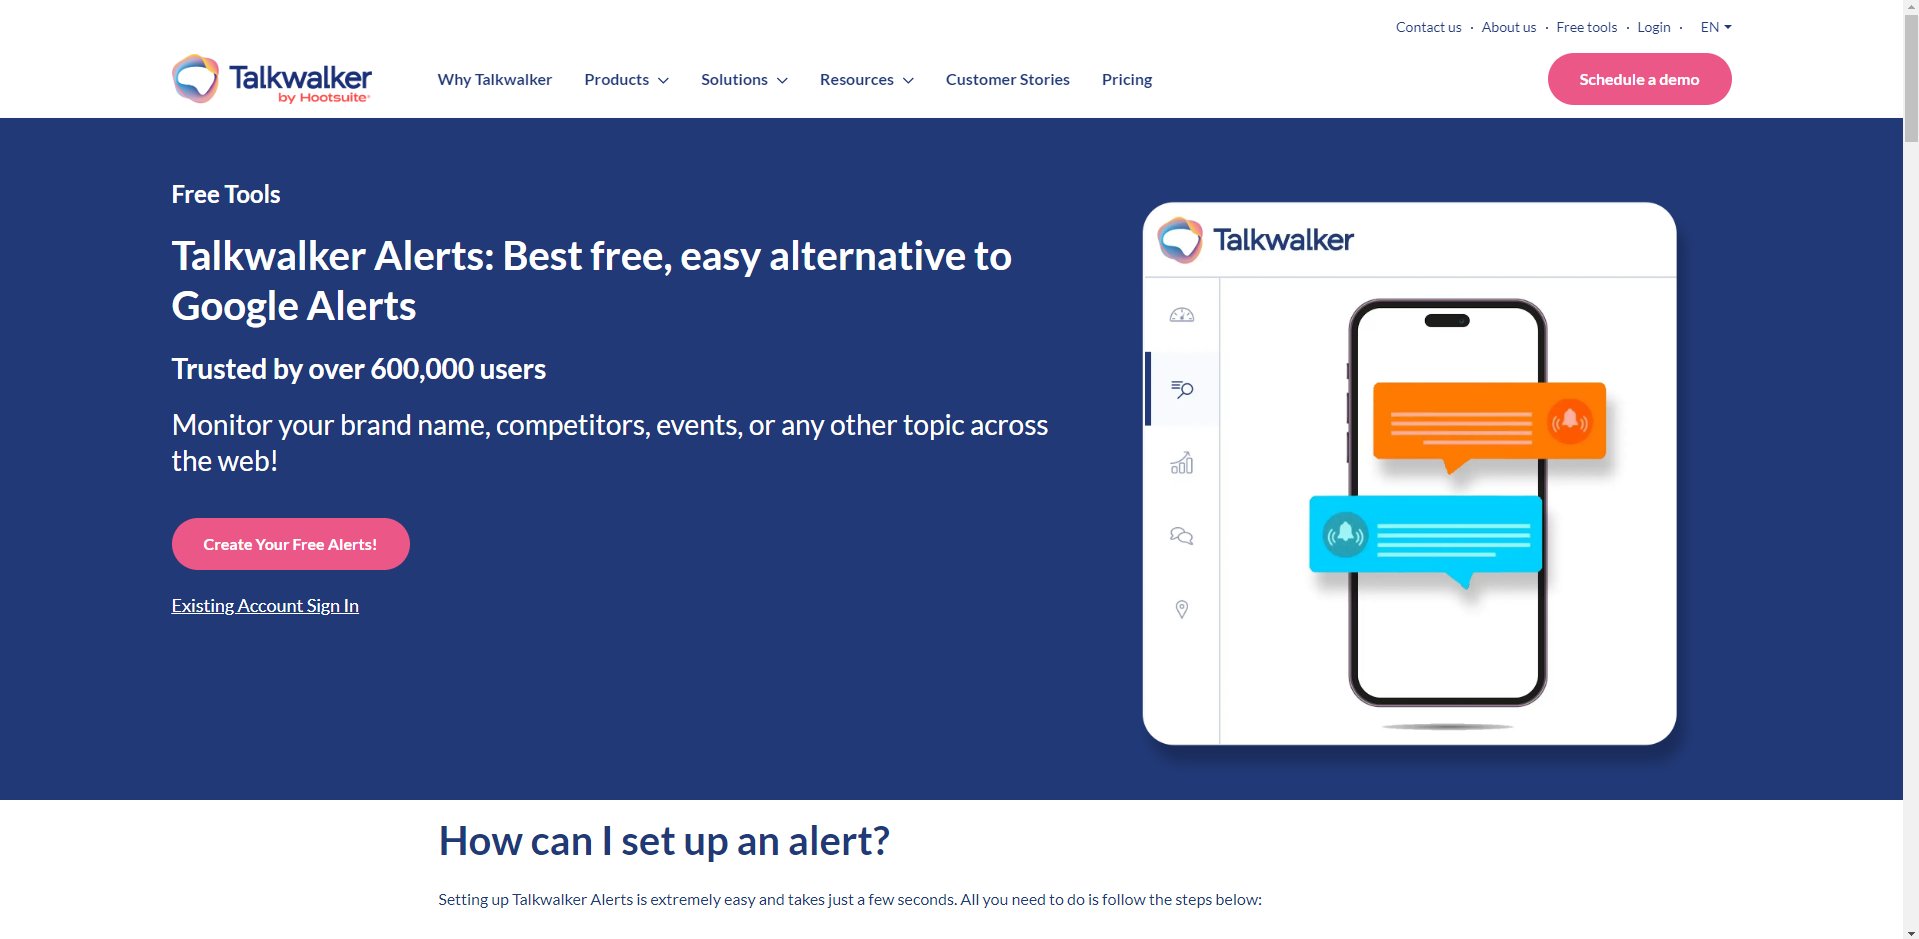 Contact us · About us · Free tools · Login · EN
Talkwalker
by Hootsuite
Why Talkwalker Products Solutions Resources Customer Stories Pricing
Schedule a demo
Free Tools
Talkwalker Alerts: Best free, easy alternative to
Google Alerts
Trusted by over 600,000 users
Monitor your brand name, competitors, events, or any other topic across
the web!
Create Your Free Alerts!
Existing Account Sign In
Talkwalker
How can I set up an alert?
Setting up Talkwalker Alerts is extremely easy and takes just a few seconds. All you need to do is follow the steps below: